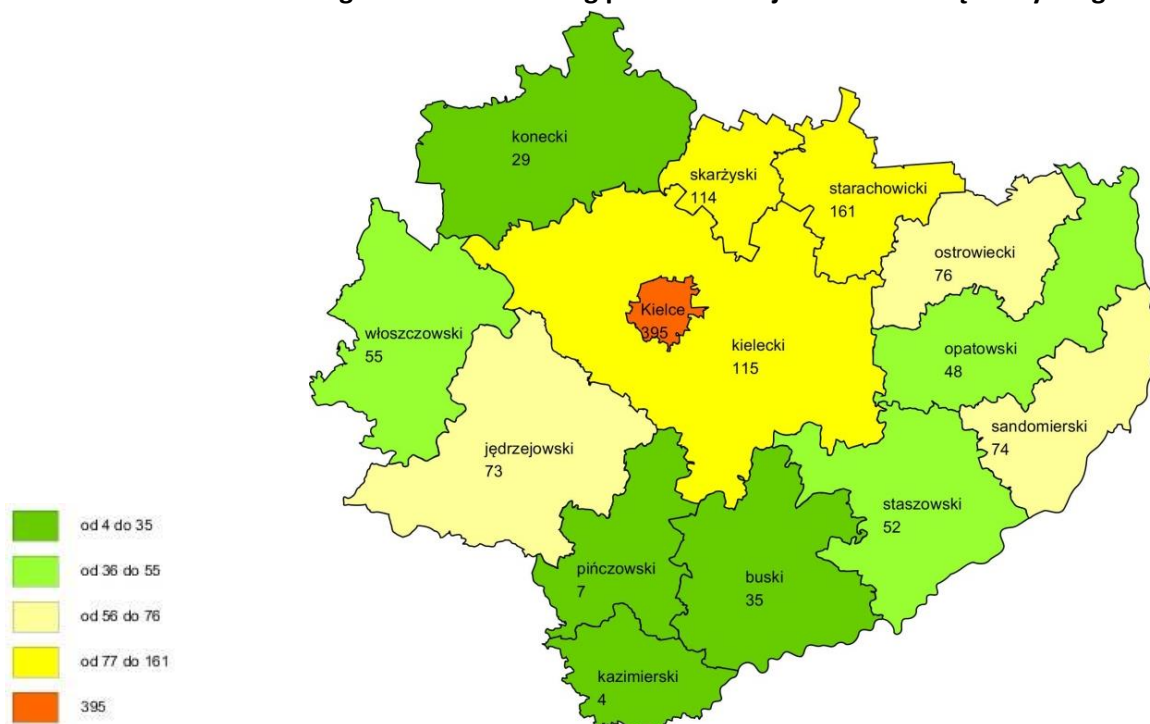 konecki
29
skarżyski
114
starachowicki
161
ostrowiecki
76
Kielce
395
włoszczowski
55
kielecki
115
opatowski
48
sandomierski
74
jędrzejowski
73
staszowski
52
pińczowski
7
buski
35
kazimierski
4
od 4 do 35
od 36 do 55
od 56 do 76
od 77 do 161
395